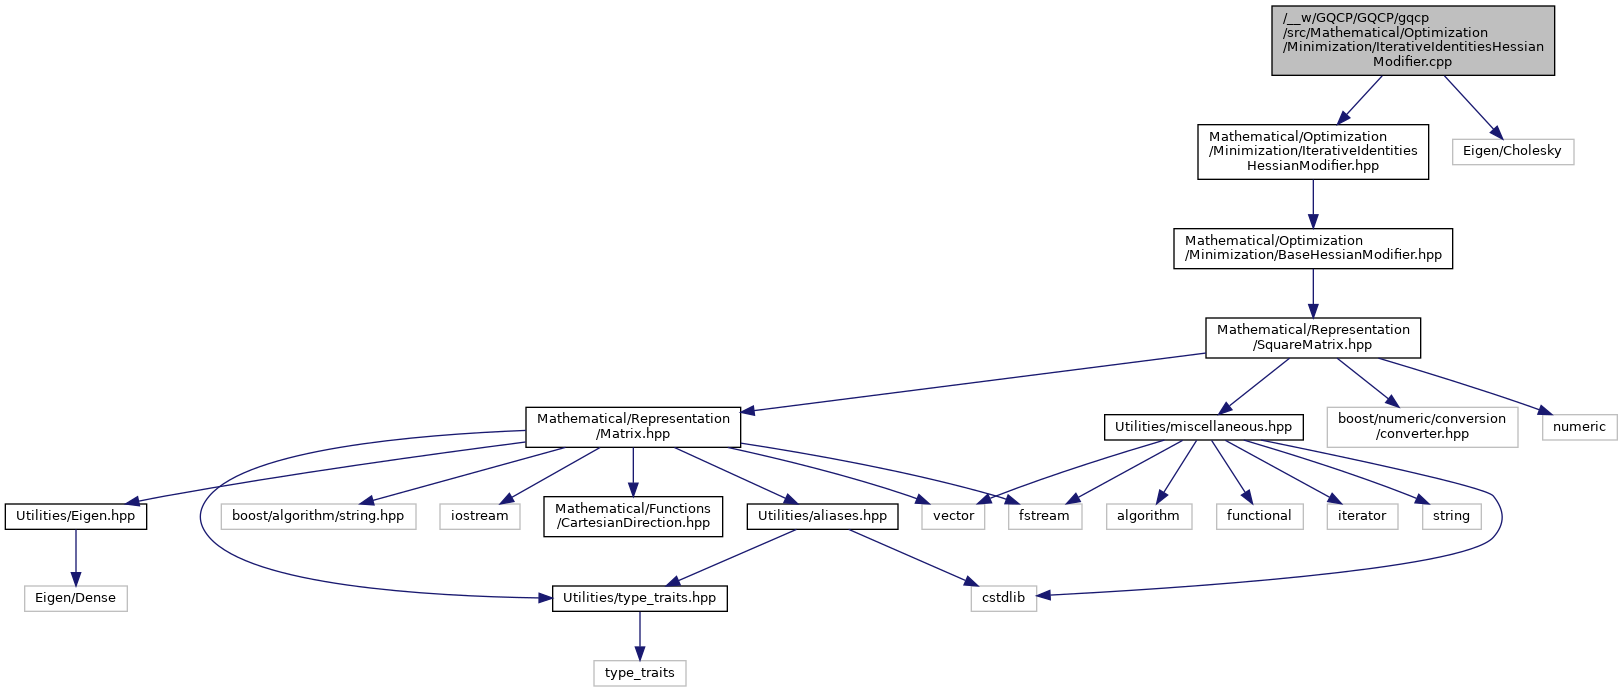 /__w/GQCP/GQCP/gqcp
/src/Mathematical/Optimization
/Minimization/IterativeIdentitiesHessian
Modifier.cpp
Mathematical/Optimization
/Minimization/IterativeIdentities
HessianModifier.hpp
Eigen/Cholesky
Mathematical/Optimization
/Minimization/BaseHessianModifier.hpp
Mathematical/Representation
/SquareMatrix.hpp
Mathematical/Representation
/Matrix.hpp
Utilities/miscellaneous.hpp
boost/numeric/conversion
/converter.hpp
numeric
Utilities/Eigen.hpp
boost/algorithm/string.hpp
iostream
Mathematical/Functions
/CartesianDirection.hpp
Utilities/aliases.hpp
vector
fstream
algorithm
functional
iterator
string
Eigen/Dense
Utilities/type_traits.hpp
cstdlib
type_traits